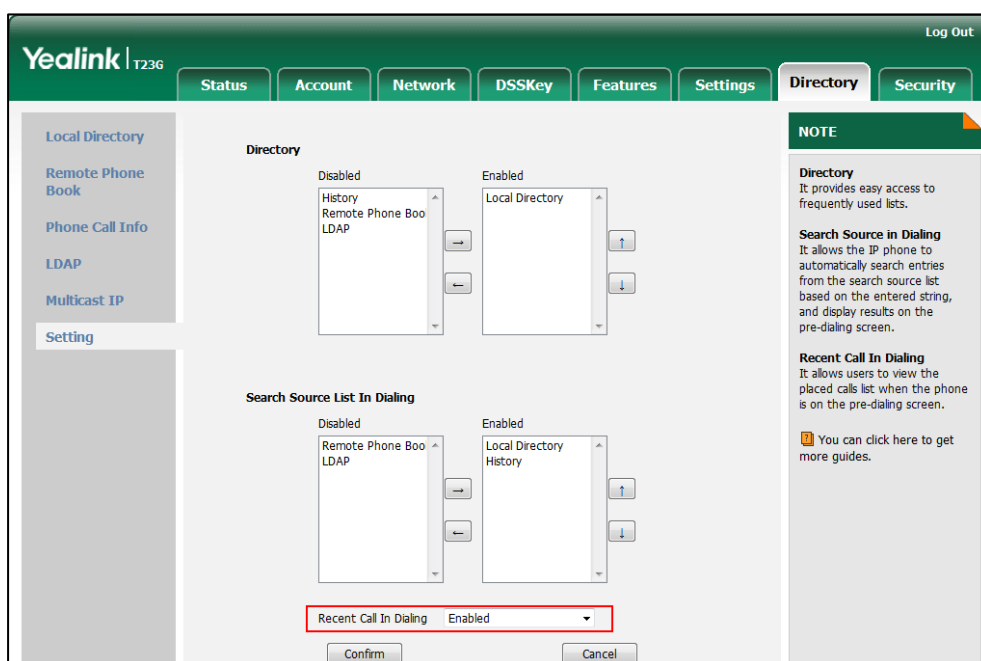 Log Out
Yealink T23G
Status Account Network DSSKey Features Settings Directory Security
Local Directory
Remote Phone
Book
Phone Call Info
LDAP
Multicast IP
Setting
Directory
Disabled Enabled
History
Remote Phone Boo
LDAP
Local Directory
→
←
↑
↓
Search Source List In Dialing
Disabled Enabled
Remote Phone Boo
LDAP
Local Directory
History
→
←
↑
↓
Recent Call In Dialing Enabled
Confirm Cancel
NOTE
Directory
It provides easy access to
frequently used lists.
Search Source in Dialing
It allows the IP phone to
automatically search entries
from the search source list
based on the entered string,
and display results on the
pre-dialing screen.
Recent Call In Dialing
It allows users to view the
placed calls list when the phone
is on the pre-dialing screen.
? You can click here to get
more guides.